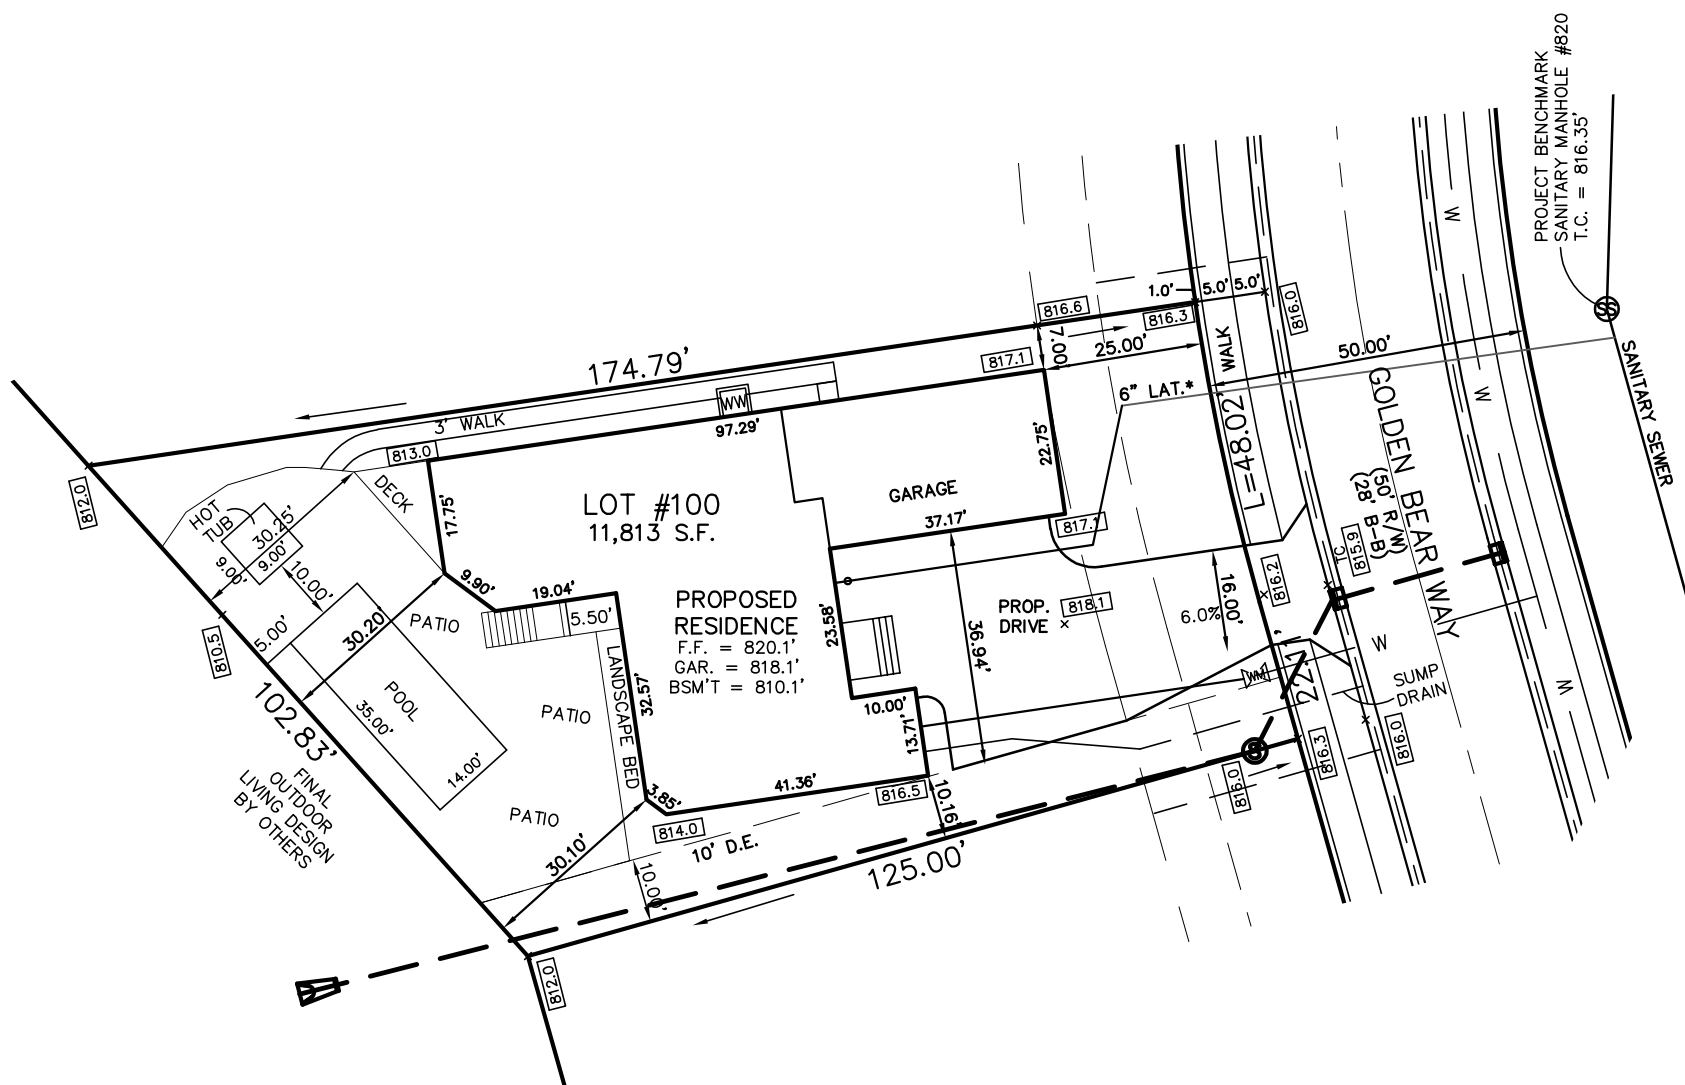 PROJECT BENCHMARK
SANITARY MANHOLE #820
T.C. = 816.35'
SS
SANITARY SEWER
816.6
816.3
1.0'
5.0'
5.0'
816.0
7.00'
817.1
25.00'
50.00'
174.79'
WALK
6" LAT.*
3' WALK
WW
97.29'
813.0
22.75'
L=48.02'
GOLDEN BEAR WAY
(50' R/W)
(28' B-B)
W
W
W
W
812.0
DECK
HOT
TUB
30.25'
9.00'
9.00'
10.00'
17.75'
LOT #100
11,813 S.F.
GARAGE
37.17'
817.1
TC
815.9
816.2
9.90'
19.04'
5.50'
PATIO
30.20'
5.00'
810.5
PROPOSED
RESIDENCE
F.F. = 820.1'
GAR. = 818.1'
BSM'T = 810.1'
23.58'
36.94'
PROP.
DRIVE
818.1
6.0%
16.00'
POOL
35.00'
14.00'
PATIO
LANDSCAPE BED
32.57'
10.00'
13.71'
WM
22.11'
SUMP
DRAIN
816.0
816.3
816.0
102.83'
FINAL
OUTDOOR
LIVING DESIGN
BY OTHERS
PATIO
3.85'
41.36'
816.5
10.16'
814.0
10' D.E.
30.10'
10.00'
125.00'
812.0